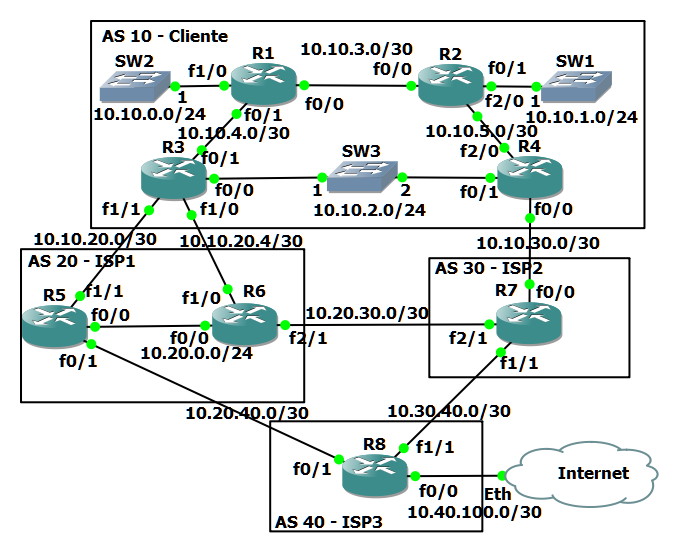 AS 10 - Cliente
R1
10.10.3.0/30
R2
SW2
f1/0
f0/0
f0/1
SW1
1
f0/0
f2/0
1
10.10.0.0/24
f0/1
10.10.1.0/24
10.10.4.0/30
10.10.5.0/30
R3
f0/1
SW3
f2/0
R4
f0/0
1
2
f0/1
f1/1
f1/0
10.10.2.0/24
f0/0
10.10.20.0/30
10.10.20.4/30
10.10.30.0/30
AS 20 - ISP1
AS 30 - ISP2
R5
f1/1
f1/0
R6
R7
f0/0
f0/0
10.20.30.0/30
f0/0
f2/1
f2/1
10.20.0.0/24
f0/1
f1/1
10.20.40.0/30
10.30.40.0/30
R8
f1/1
f0/1
Internet
f0/0
Eth
10.40.100.0/30
AS 40 - ISP3